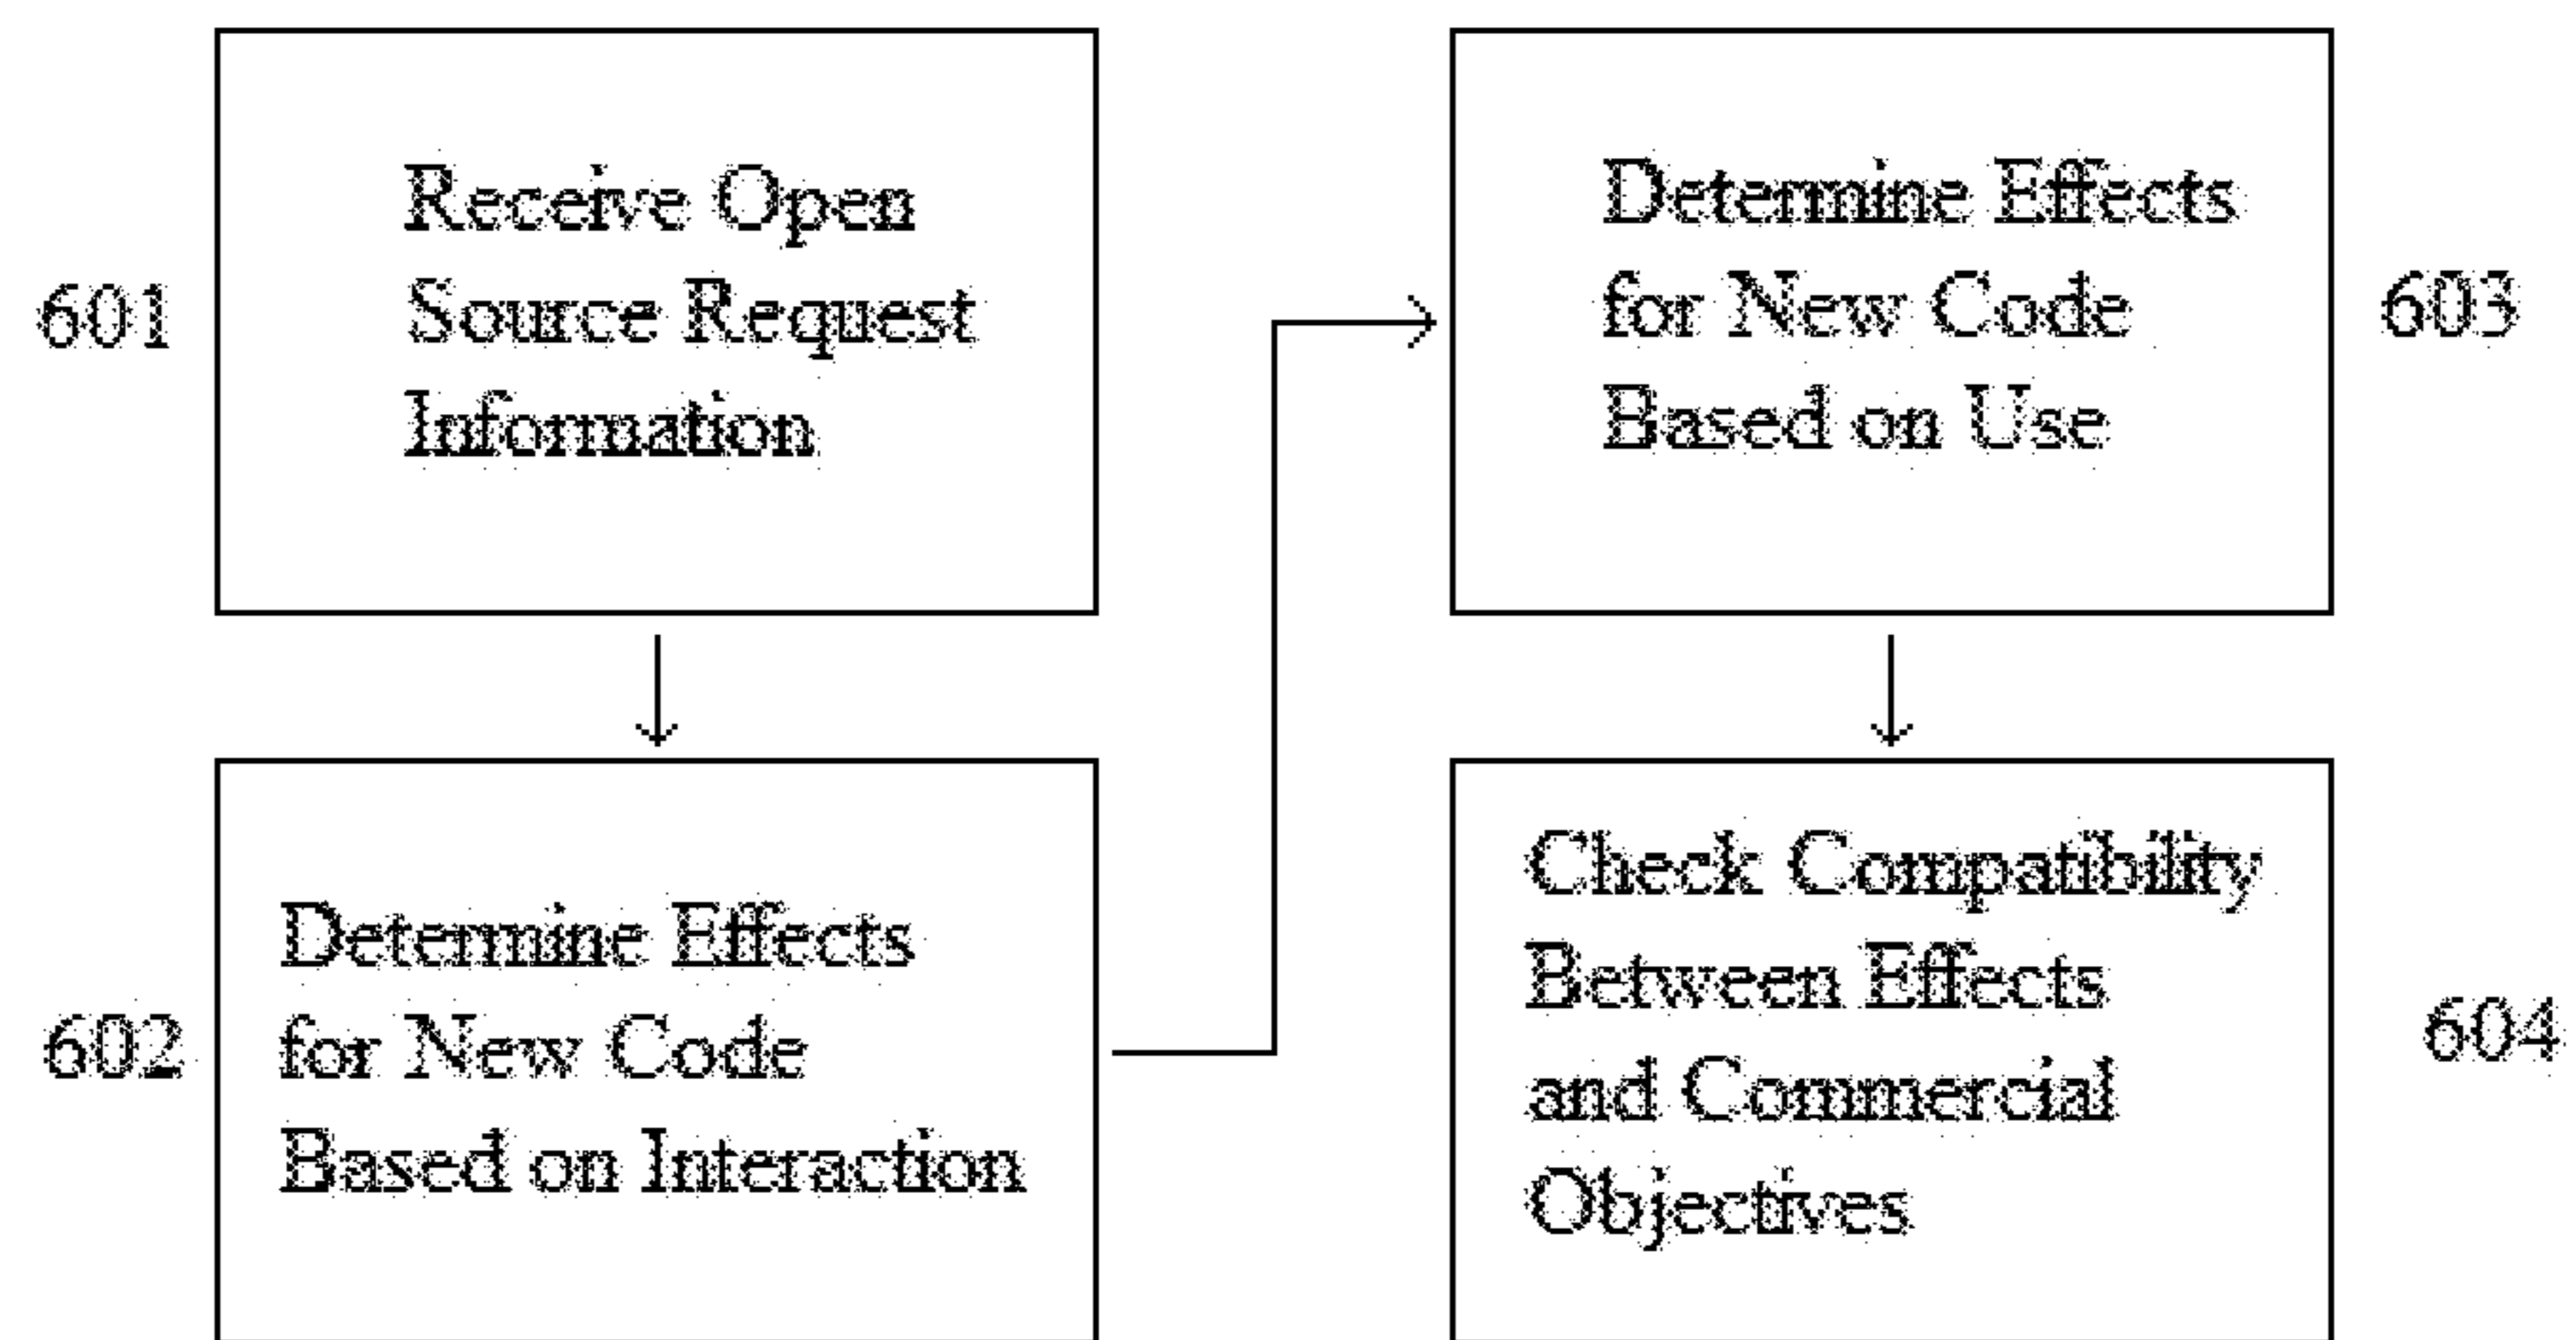 601
Receive Open
Source Request
Information
602
Determine Effects
for New Code
Based on Interaction
Determine Effects
for New Code
Based on Use
603
Check Compatibility
Between Effects
and Commercial
Objectives
604